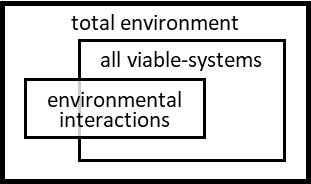 total environment
all viable-systems
environmental
interactions